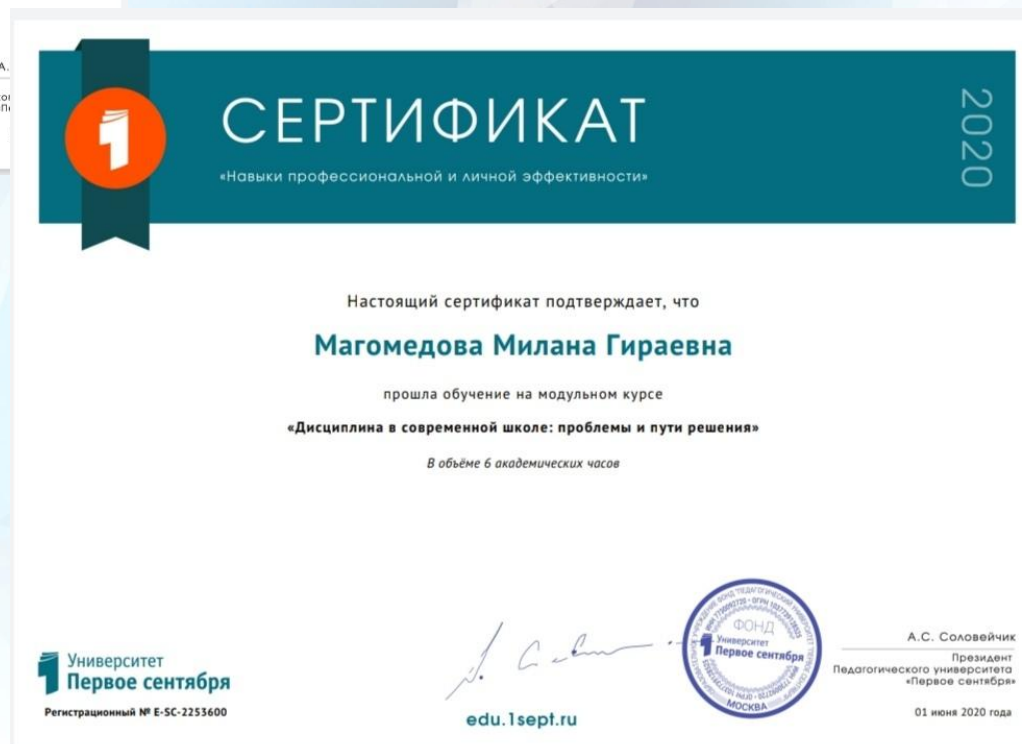 СЕРТИФИКАТ
«Навыки профессиональной и личной эффективности»
2020
Настоящий сертификат подтверждает, что
Магомедова Милана Гираевна
прошла обучение на модульном курсе
«Дисциплина в современной школе: проблемы и пути решения»
В объёме 6 академических часов
Университет
Первое сентября
Регистрационный № E-SC-2253600
edu.1sept.ru
ФОНД
Университет
Первое сентября
МОСКВА
А.С. Соловейчик
Президент
Педагогического университета
«Первое сентября»
01 июня 2020 года